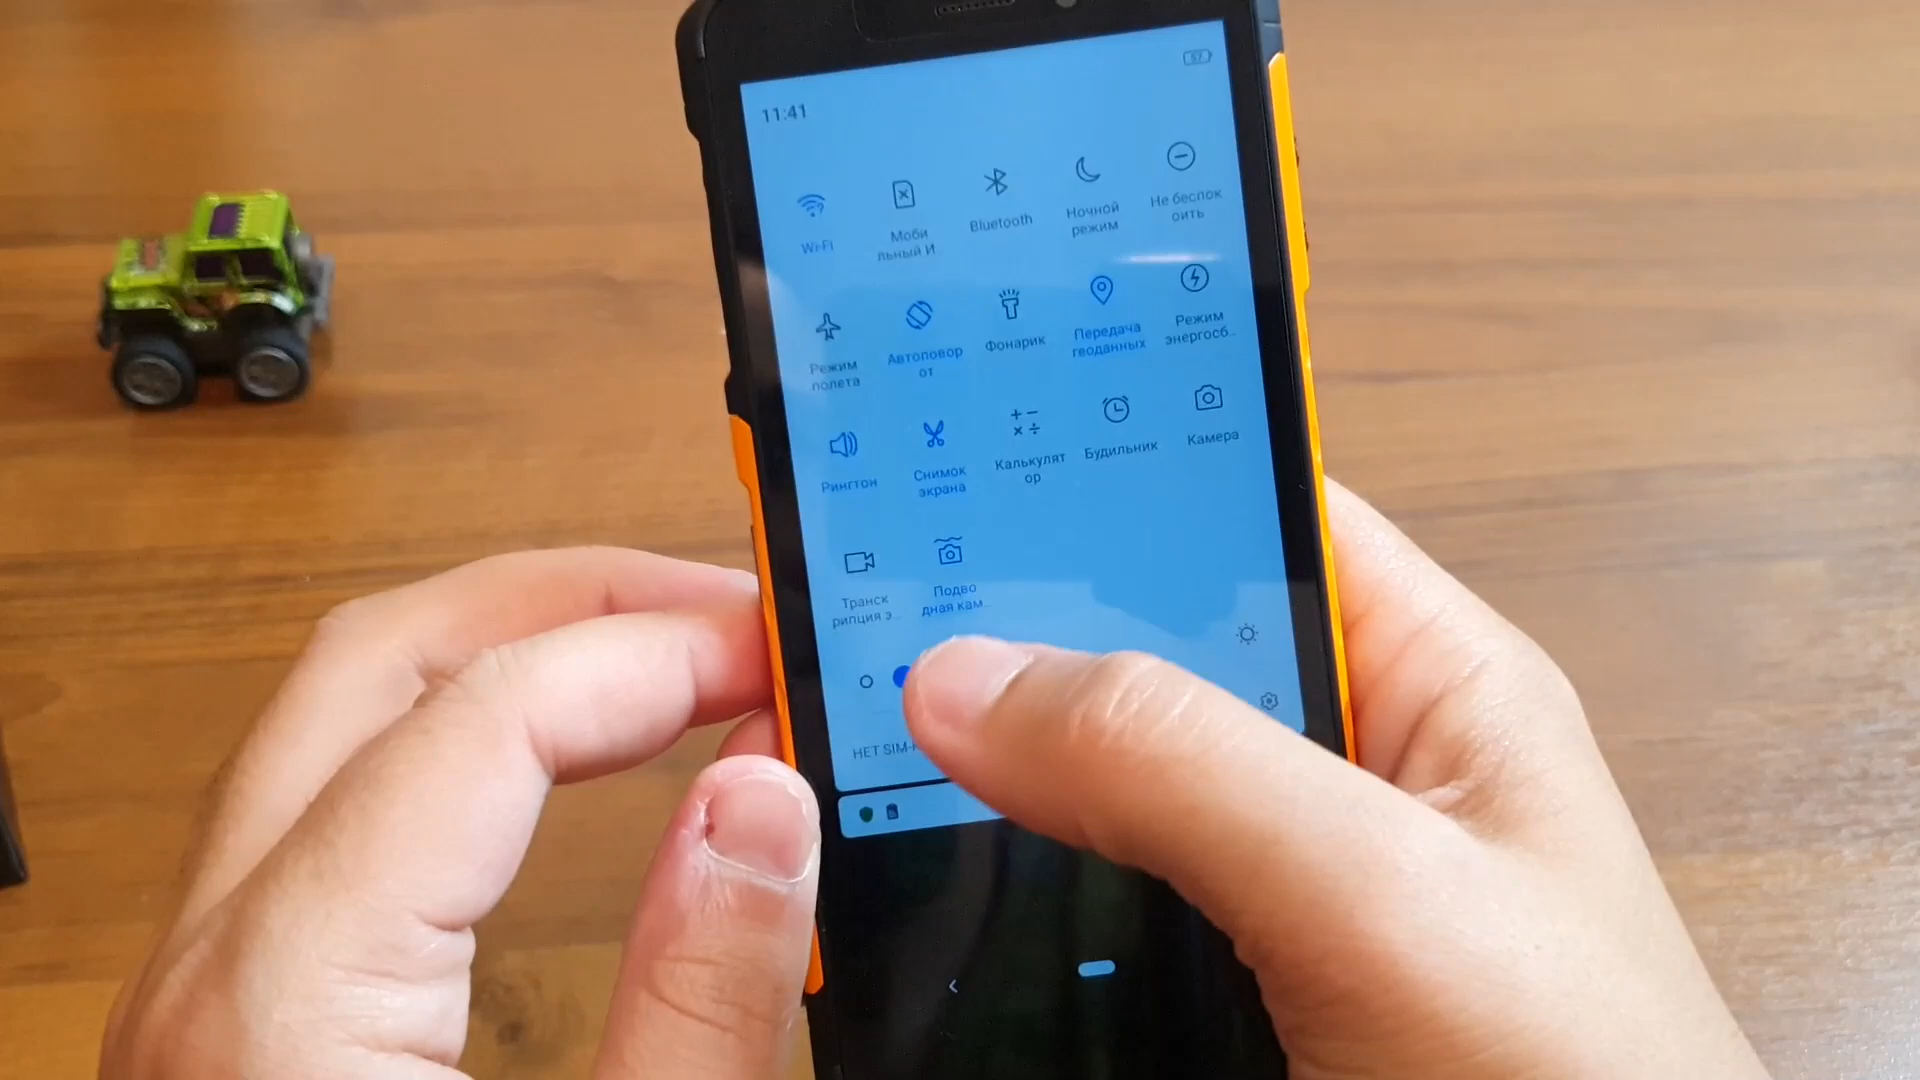 57
11:41
Wi-Fi
Моби
льный И..
Bluetooth
Ночной
режим
Не беспок
оить
Режим
полета
Автоповор
от
Фонарик
Передача
геоданных
Режим
энергосб..
Рингтон
Снимок
экрана
Калькулят
ор
Будильник
Камера
Транск
рипция э..
Подво
дная кам..
НЕТ SIM-